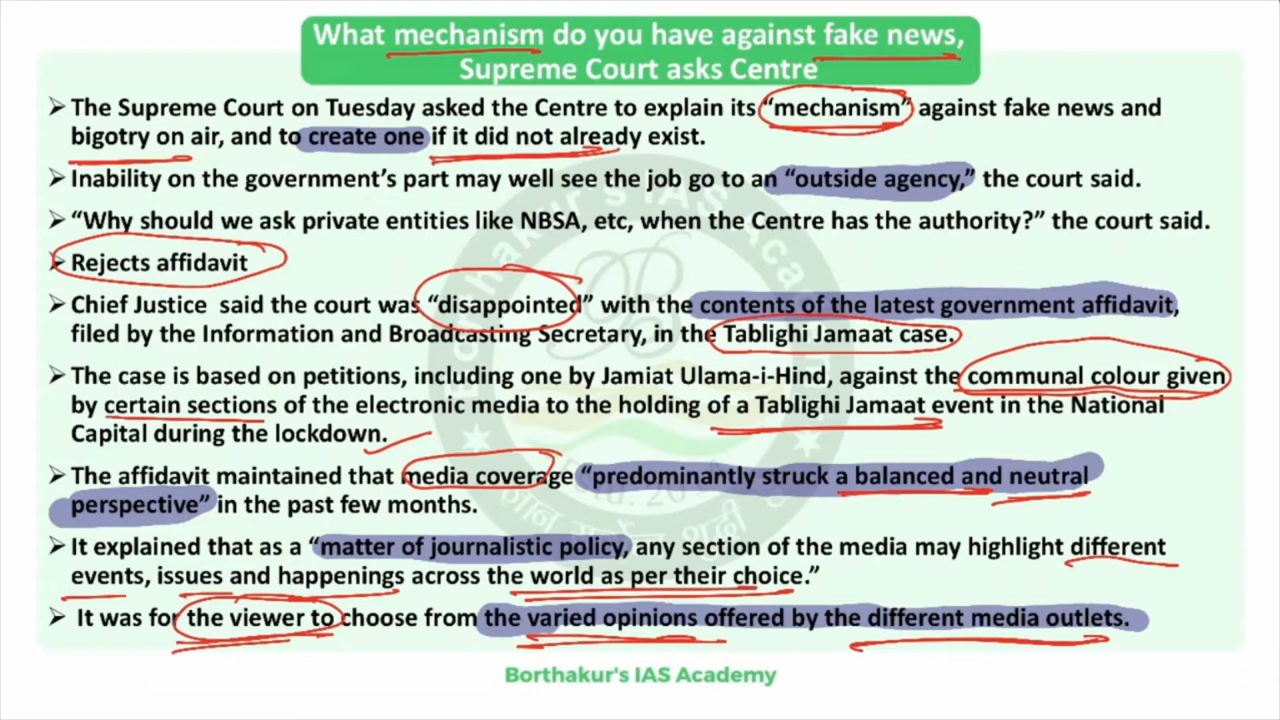 What mechanism do you have against fake news,
Supreme Court asks Centre
➢ The Supreme Court on Tuesday asked the Centre to explain its “mechanism” against fake news and
bigotry on air, and to create one if it did not already exist.
➢ Inability on the government’s part may well see the job go to an “outside agency,” the court said.
➢ “Why should we ask private entities like NBSA, etc, when the Centre has the authority?” the court said.
➢ Rejects affidavit
➢ Chief Justice said the court was “disappointed” with the contents of the latest government affidavit,
filed by the Information and Broadcasting Secretary, in the Tablighi Jamaat case.
➢ The case is based on petitions, including one by Jamiat Ulama-i-Hind, against the communal colour given
by certain sections of the electronic media to the holding of a Tablighi Jamaat event in the National
Capital during the lockdown.
➢ The affidavit maintained that media coverage “predominantly struck a balanced and neutral
perspective” in the past few months.
➢ It explained that as a “matter of journalistic policy, any section of the media may highlight different
events, issues and happenings across the world as per their choice.”
➢ It was for the viewer to choose from the varied opinions offered by the different media outlets.
Borthakur's IAS Academy